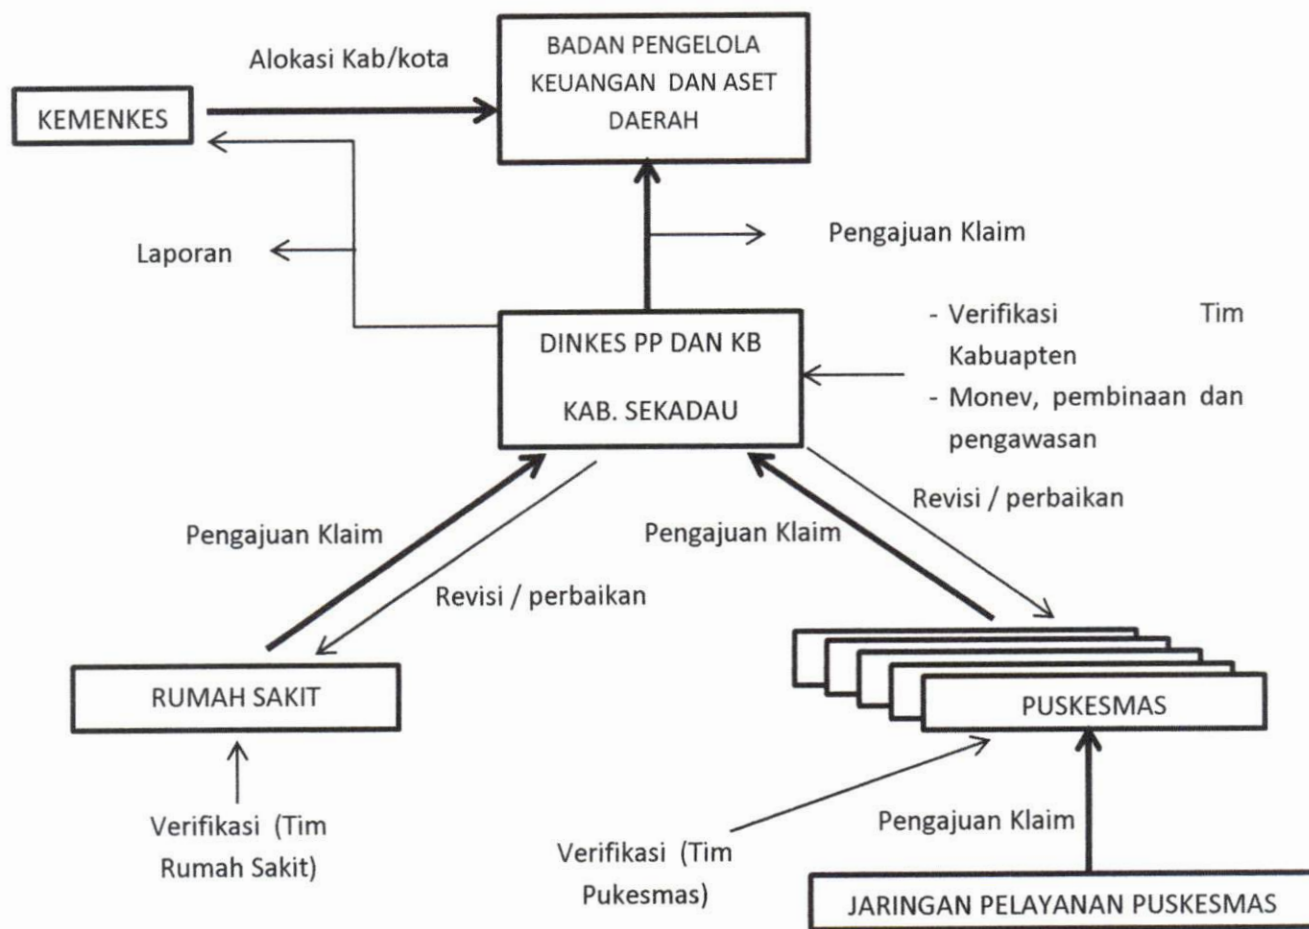 Alokasi Kab/kota
BADAN PENGELOLA
KEUANGAN DAN ASET
DAERAH
KEMENKES
Laporan
Pengajuan Klaim
DINKES PP DAN KB
KAB. SEKADAU
- Verifikasi Tim
Kabuapten
- Monev, pembinaan dan
pengawasan
Pengajuan Klaim
Revisi / perbaikan
Pengajuan Klaim
Revisi / perbaikan
RUMAH SAKIT
PUSKESMAS
Verifikasi (Tim
Rumah Sakit)
Verifikasi (Tim
Pukesmas)
Pengajuan Klaim
JARINGAN PELAYANAN PUSKESMAS